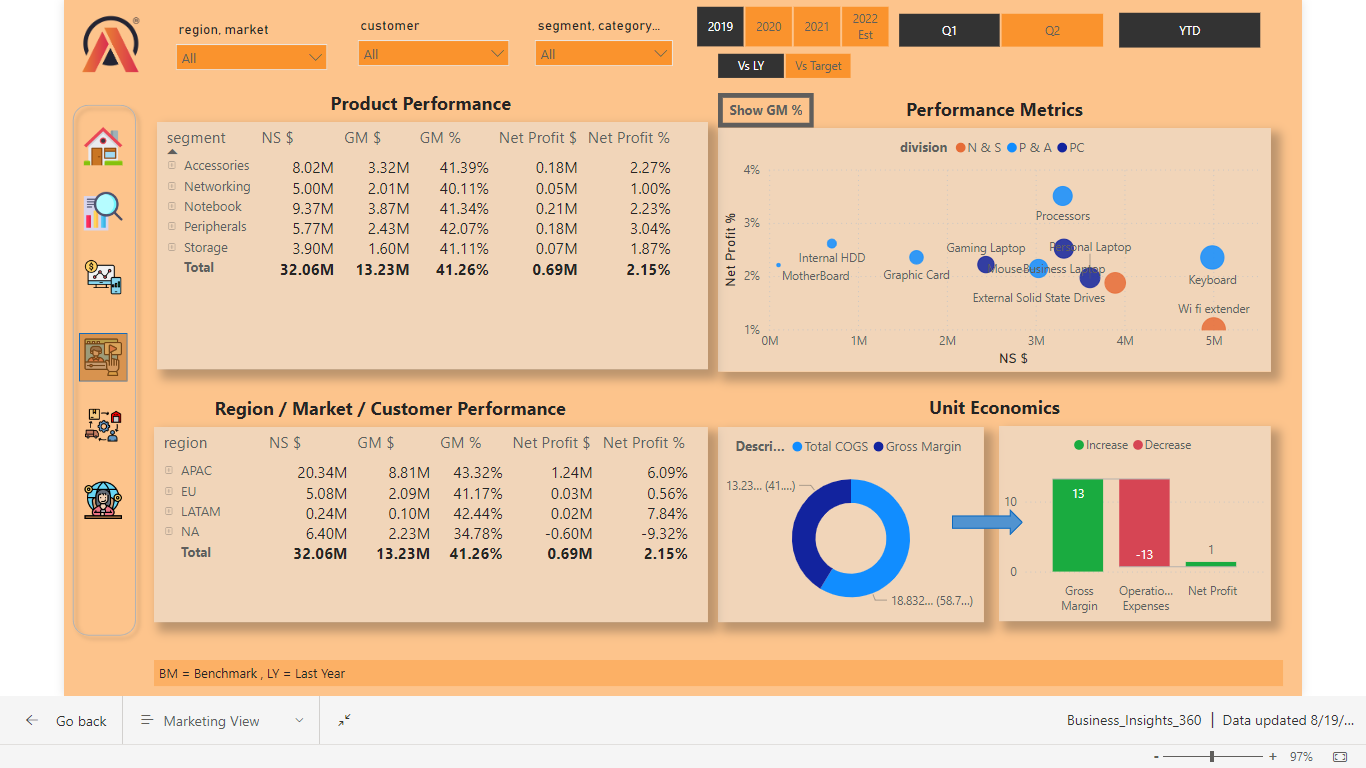 region, market
customer
segment, category...
All
All
All
2019
2020
2021
2022
Est
Q1
Q2
YTD
Vs LY
Vs Target
Product Performance
segment NS $ GM $ GM % Net Profit $ Net Profit %
Accessories 8.02M 3.32M 41.39% 0.18M 2.27%
Networking 5.00M 2.01M 40.11% 0.05M 1.00%
Notebook 9.37M 3.87M 41.34% 0.21M 2.23%
Peripherals 5.77M 2.43M 42.07% 0.18M 3.04%
Storage 3.90M 1.60M 41.11% 0.07M 1.87%
Total 32.06M 13.23M 41.26% 0.69M 2.15%
Show GM %
Performance Metrics
division N & S P & A PC
Net Profit %
4%
3%
2%
1%
Processors
Gaming Laptop
Personal Laptop
Internal HDD
MotherBoard
Graphic Card
Mouse
Business Laptop
Keyboard
External Solid State Drives
Wi fi extender
0M 1M 2M 3M 4M 5M
NS $
Region / Market / Customer Performance
region NS $ GM $ GM % Net Profit $ Net Profit %
APAC 20.34M 8.81M 43.32% 1.24M 6.09%
EU 5.08M 2.09M 41.17% 0.03M 0.56%
LATAM 0.24M 0.10M 42.44% 0.02M 7.84%
NA 6.40M 2.23M 34.78% -0.60M -9.32%
Total 32.06M 13.23M 41.26% 0.69M 2.15%
Unit Economics
Descri... Total COGS Gross Margin
13.23... (41....)
18.832... (58.7...)
Increase Decrease
10
0
13
-13
1
Gross
Margin
Operatio...
Expenses
Net Profit
BM = Benchmark , LY = Last Year
Go back
Marketing View
Business_Insights_360 | Data updated 8/19/...
- + 97%